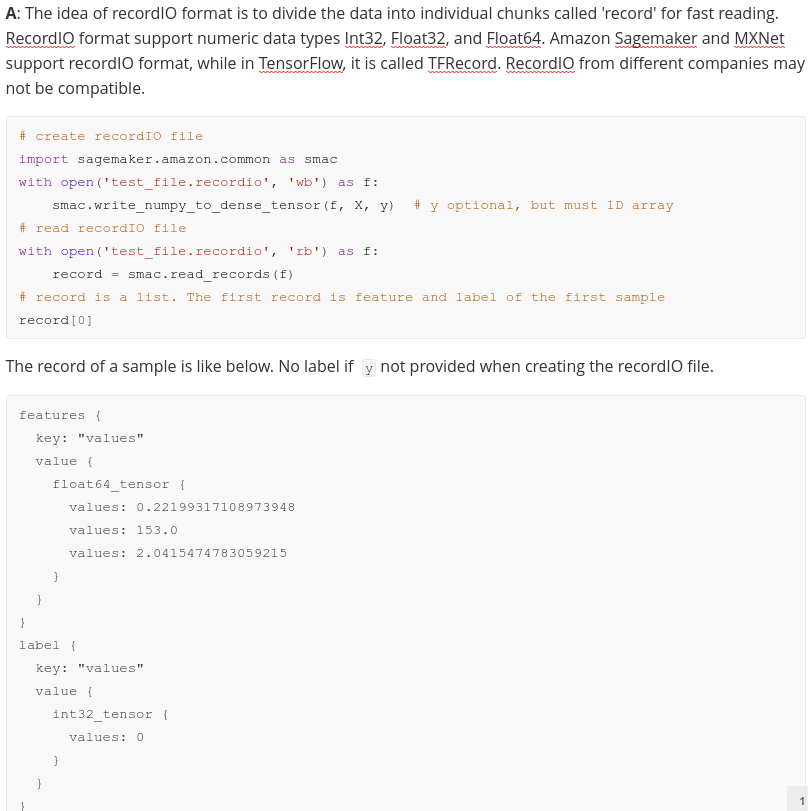 A: The idea of recordIO format is to divide the data into individual chunks called 'record' for fast reading.
RecordIO format support numeric data types Int32, Float32, and Float64. Amazon Sagemaker and MXNet
support recordIO format, while in TensorFlow, it is called TFRecord. RecordIO from different companies may
not be compatible.
# create recordIO file
import sagemaker.amazon.common as smac
with open('test_file.recordio', 'wb') as f:
    smac.write_numpy_to_dense_tensor(f, X, y)  # y optional, but must 1D array
# read recordIO file
with open('test_file.recordio', 'rb') as f:
    record = smac.read_records(f)
# record is a list. The first record is feature and label of the first sample
record[0]
The record of a sample is like below. No label if y not provided when creating the recordIO file.
features {
  key: "values"
  value {
    float64_tensor {
      values: 0.22199317108973948
      values: 153.0
      values: 2.0415474783059215
    }
  }
}
label {
  key: "values"
  value {
    int32_tensor {
      values: 0
    }
  }
}
1